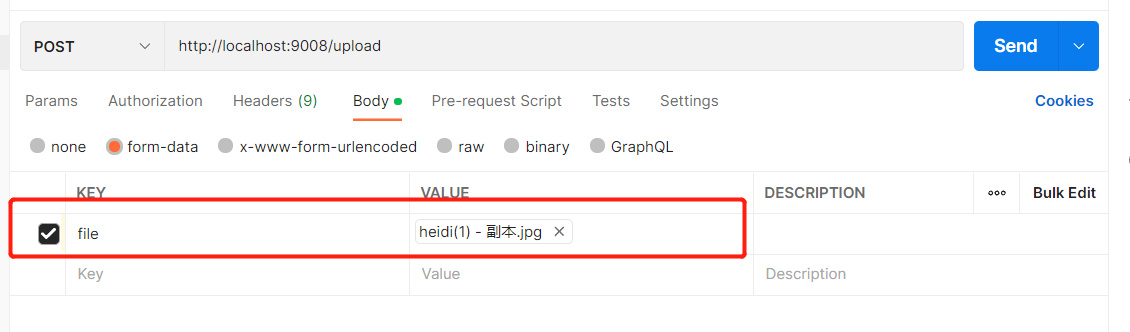 POST http://localhost:9008/upload Send
Params Authorization Headers (9) Body Pre-request Script Tests Settings Cookies
none form-data x-www-form-urlencoded raw binary GraphQL
KEY VALUE DESCRIPTION ooo Bulk Edit
file heidi(1) - 副本.jpg ×
Key Value Description